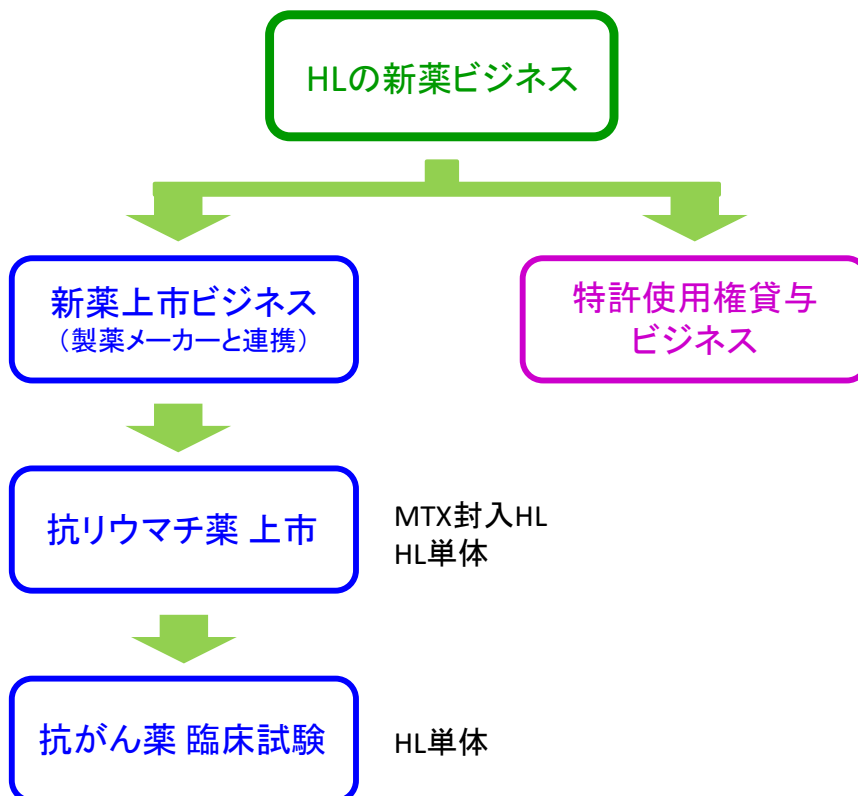 HLの新薬ビジネス
新薬上市ビジネス
（製薬メーカーと連携）
特許使用権貸与
ビジネス
抗リウマチ薬 上市
MTX封入HL
HL単体
抗がん薬 臨床試験
HL単体